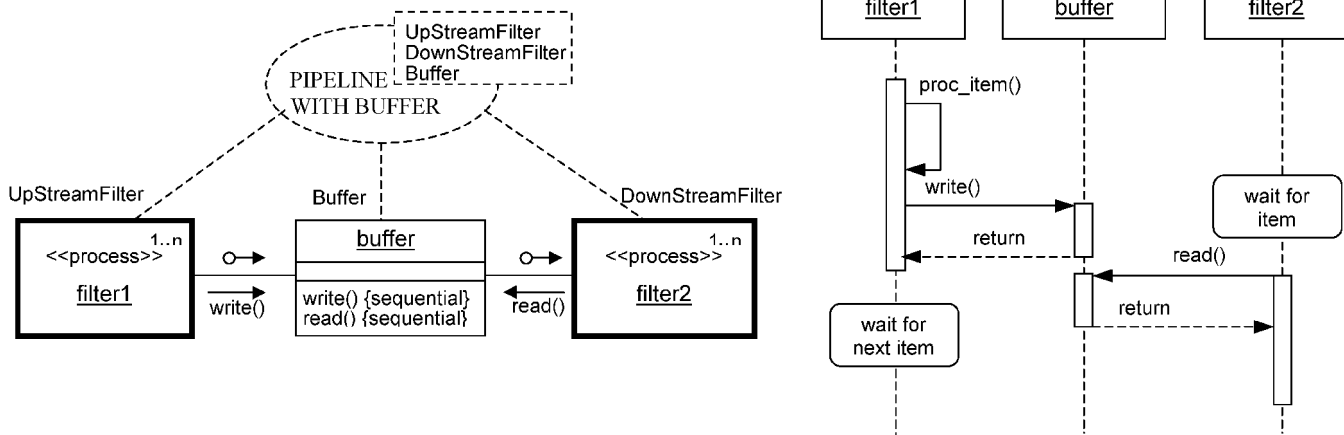 UpStreamFilter
DownStreamFilter
Buffer
PIPELINE
WITH BUFFER
UpStreamFilter
Buffer
DownStreamFilter
1..n
<<process>>
filter1
write()
buffer
write() {sequential}
read() {sequential}
read()
1..n
<<process>>
filter2
filter1
buffer
filter2
proc_item()
write()
return
wait for
item
read()
return
wait for
next item